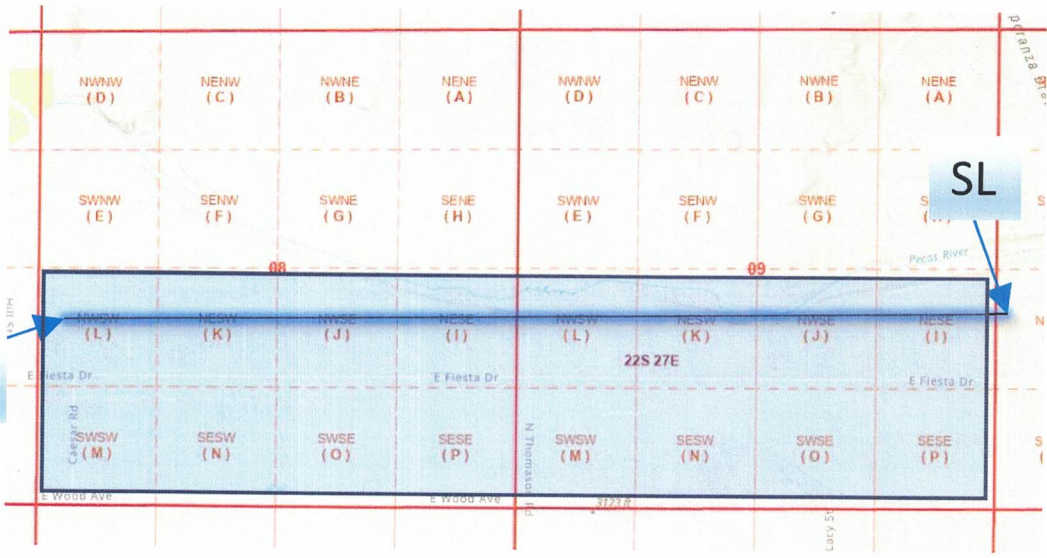 NWNW NENW NWNE NENE NWNW NENW NWNE NENE
(D) (C) (B) (A) (D) (C) (B) (A)
SL
SWNW SENW SWNE SENE SWNW SENW SWNE
(E) (F) (G) (H) (E) (F) (G)
Pecos River
08 09
NWSW NESW NWSE NESE NWSW NESW NWSE NESE
(L) (K) (J) (I) (L) (K) (J) (I)
22S 27E
E Fiesta Dr E Fiesta Dr E Fiesta Dr
Caesar Rd
N Thomason Rd
SWSW SESW SWSE SESE SWSW SESW SWSE SESE
(M) (N) (O) (P) (M) (N) (O) (P)
E Wood Ave E Wood Ave
3123 ft
Lucy St